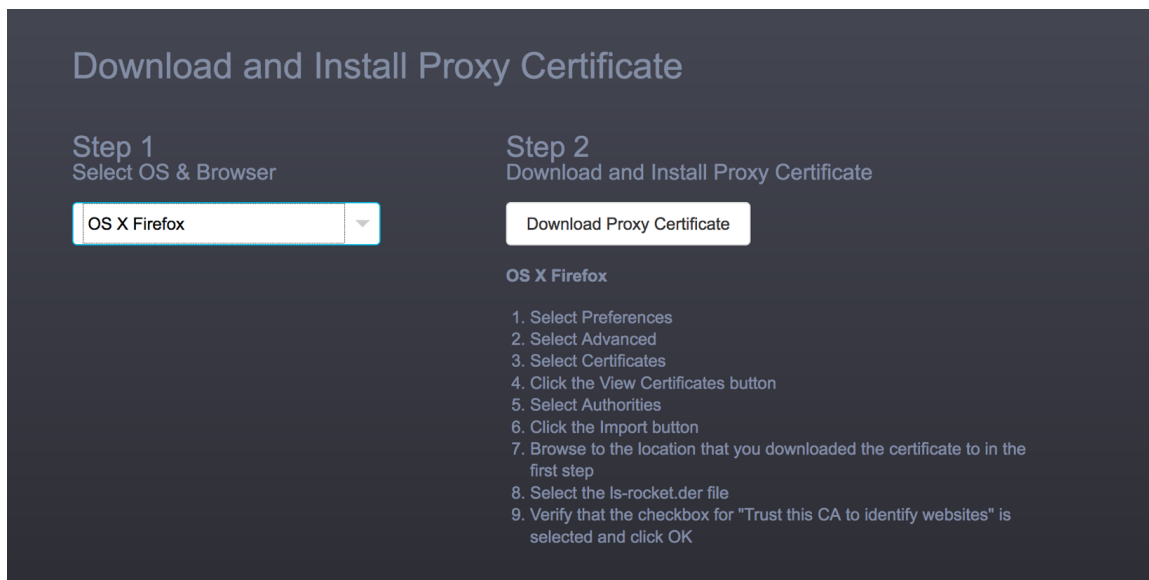 Download and Install Proxy Certificate
Step 1
Select OS & Browser
OS X Firefox
Step 2
Download and Install Proxy Certificate
Download Proxy Certificate
OS X Firefox
1. Select Preferences
2. Select Advanced
3. Select Certificates
4. Click the View Certificates button
5. Select Authorities
6. Click the Import button
7. Browse to the location that you downloaded the certificate to in the
first step
8. Select the ls-rocket.der file
9. Verify that the checkbox for "Trust this CA to identify websites" is
selected and click OK